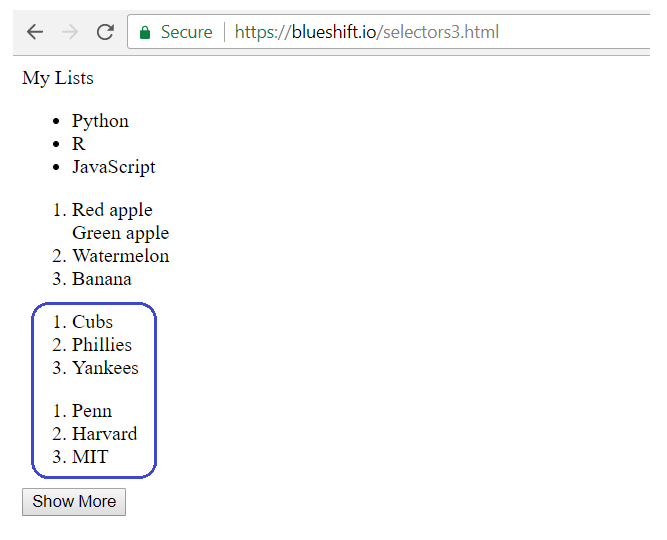 Secure | https://blueshift.io/selectors3.html
My Lists
• Python
• R
• JavaScript
1. Red apple
Green apple
2. Watermelon
3. Banana
1. Cubs
2. Phillies
3. Yankees
1. Penn
2. Harvard
3. MIT
Show More